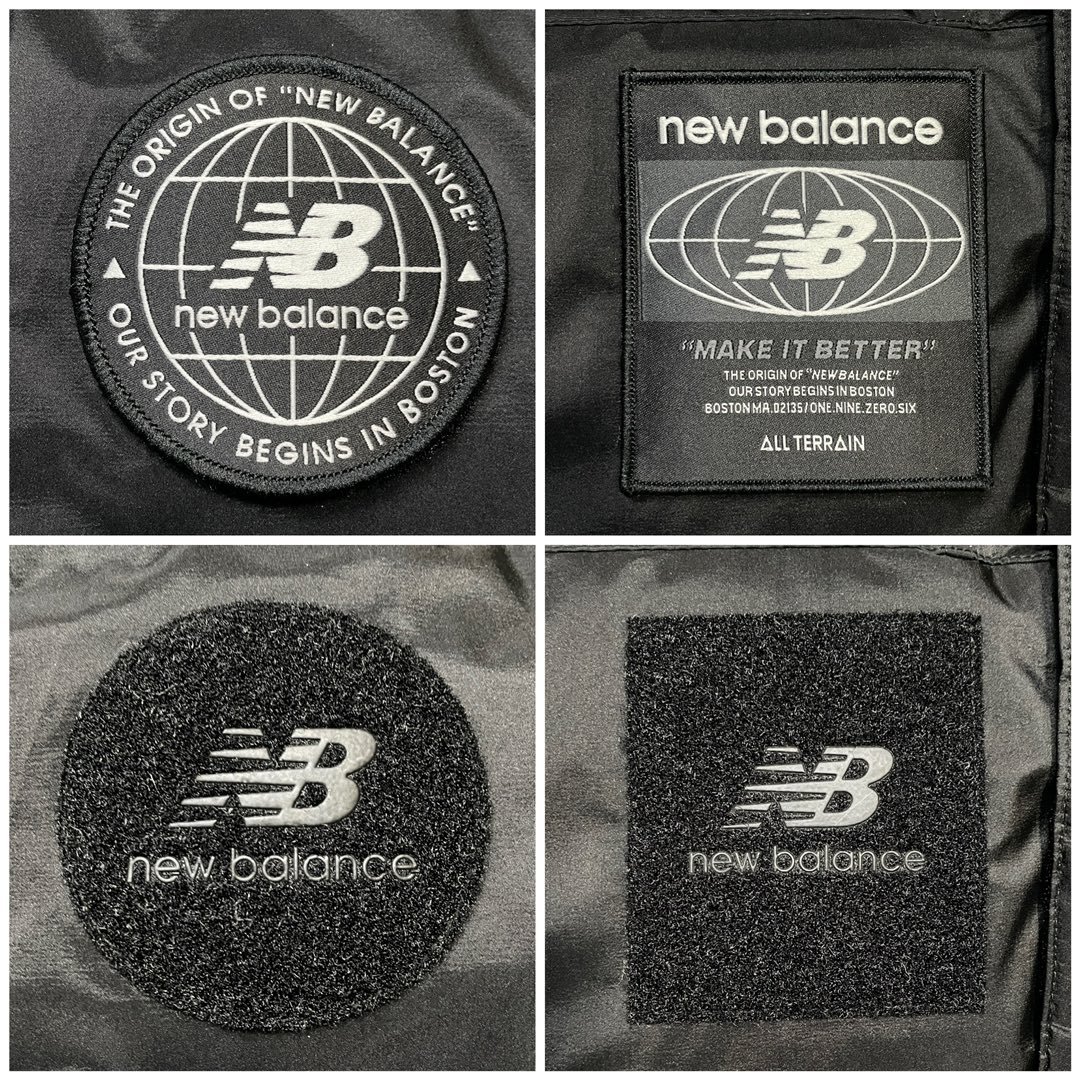 THE ORIGIN OF "NEW BALANCE"
NB
new balance
OUR STORY BEGINS IN BOSTON
new balance
NB
"MAKE IT BETTER"
THE ORIGIN OF "NEWBALANCE"
OUR STORY BEGINS IN BOSTON
BOSTON MA.02135/ONE.NINE.ZERO.SIX
ALL TERRAIN
NB
new balance
NB
new balance